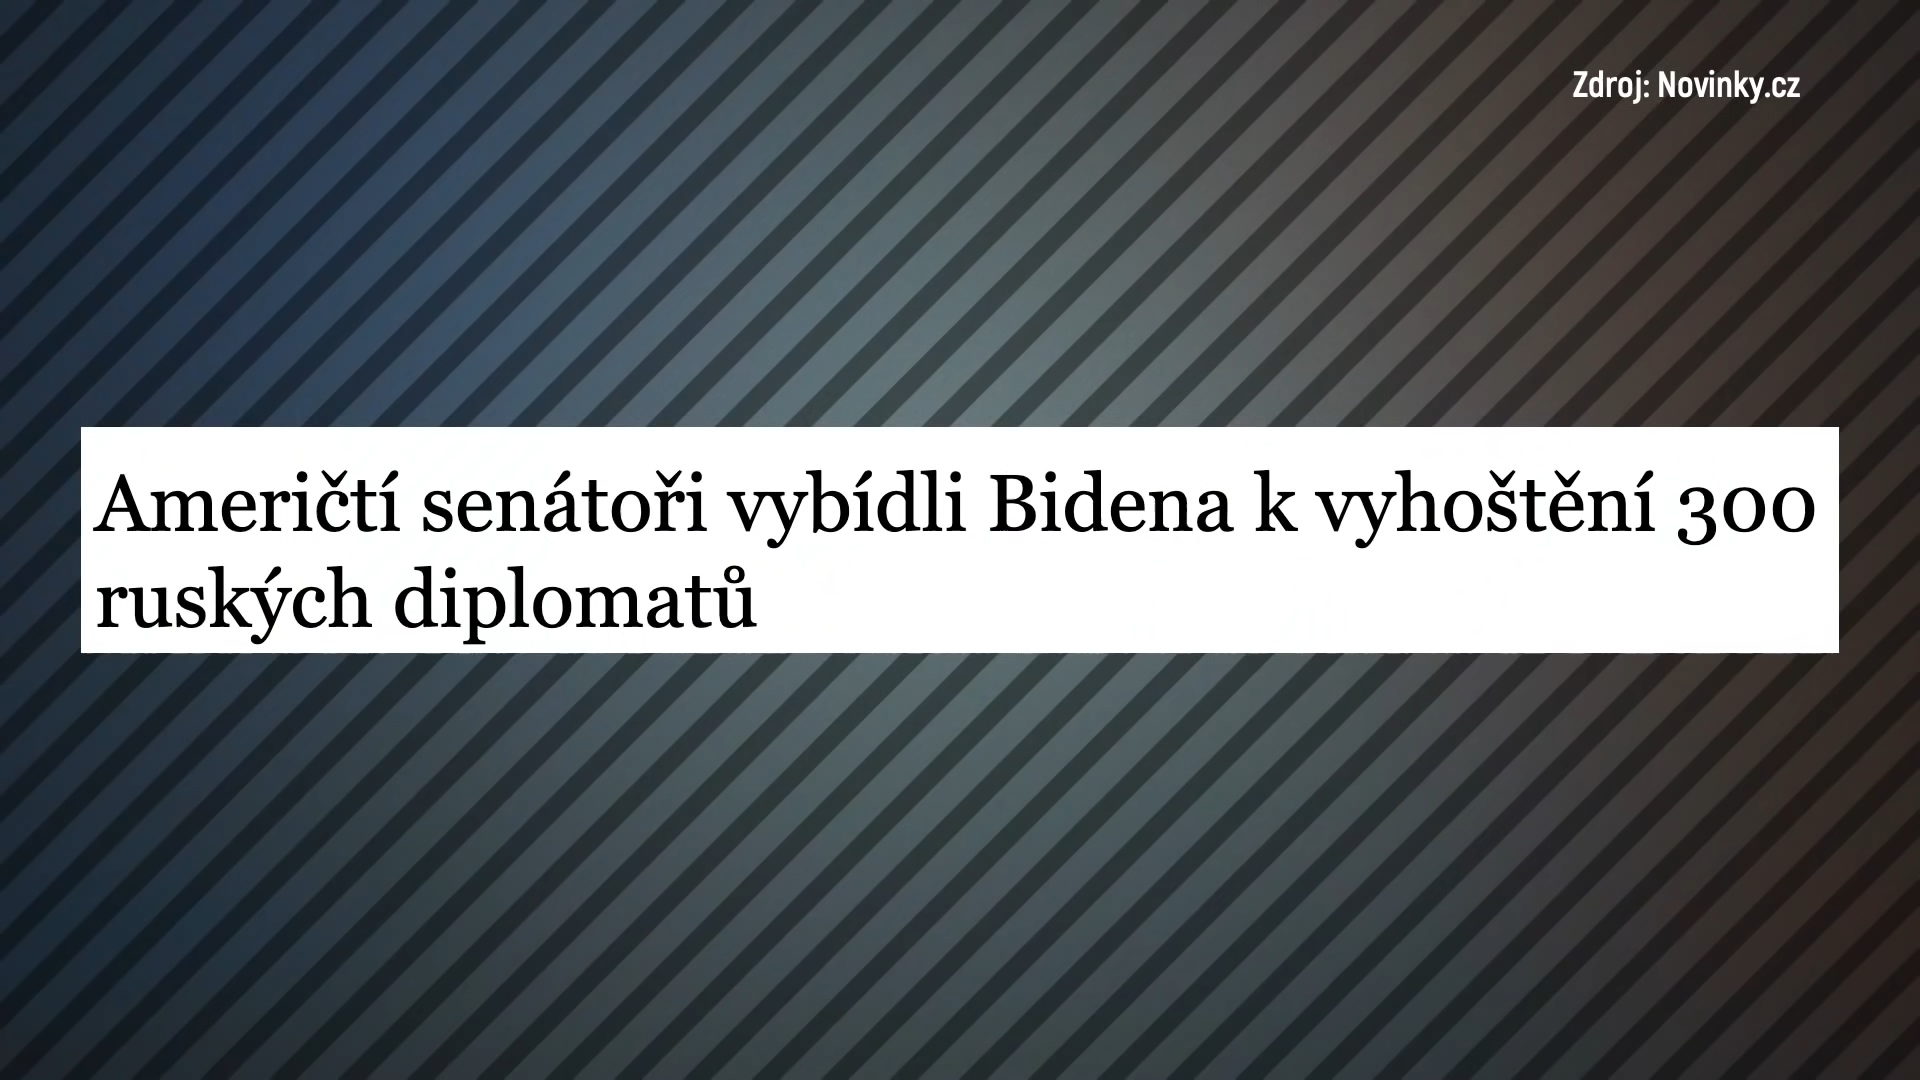 Zdroj: Novinky.cz
Američtí senátoři vybídli Bidena k vyhoštění 300
ruských diplomatů